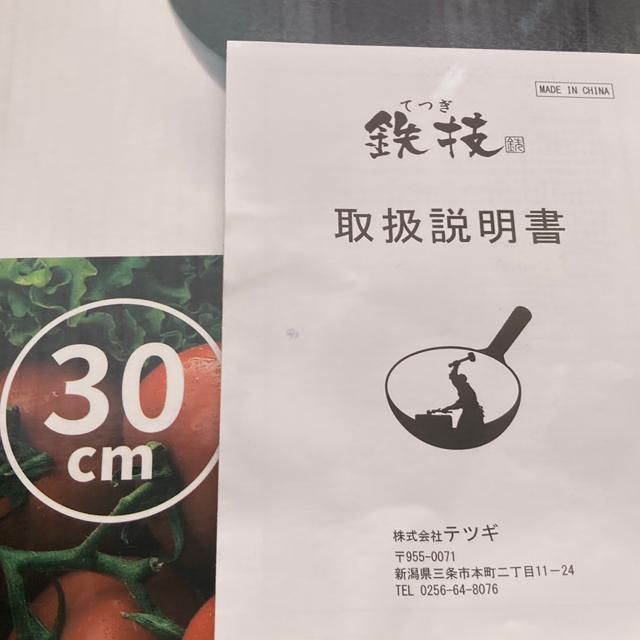 MADE IN CHINA
てつぎ
鉄技
取扱説明書
30
cm
株式会社テツギ
〒955-0071
新潟県三条市本町二丁目11-24
TEL 0256-64-8076